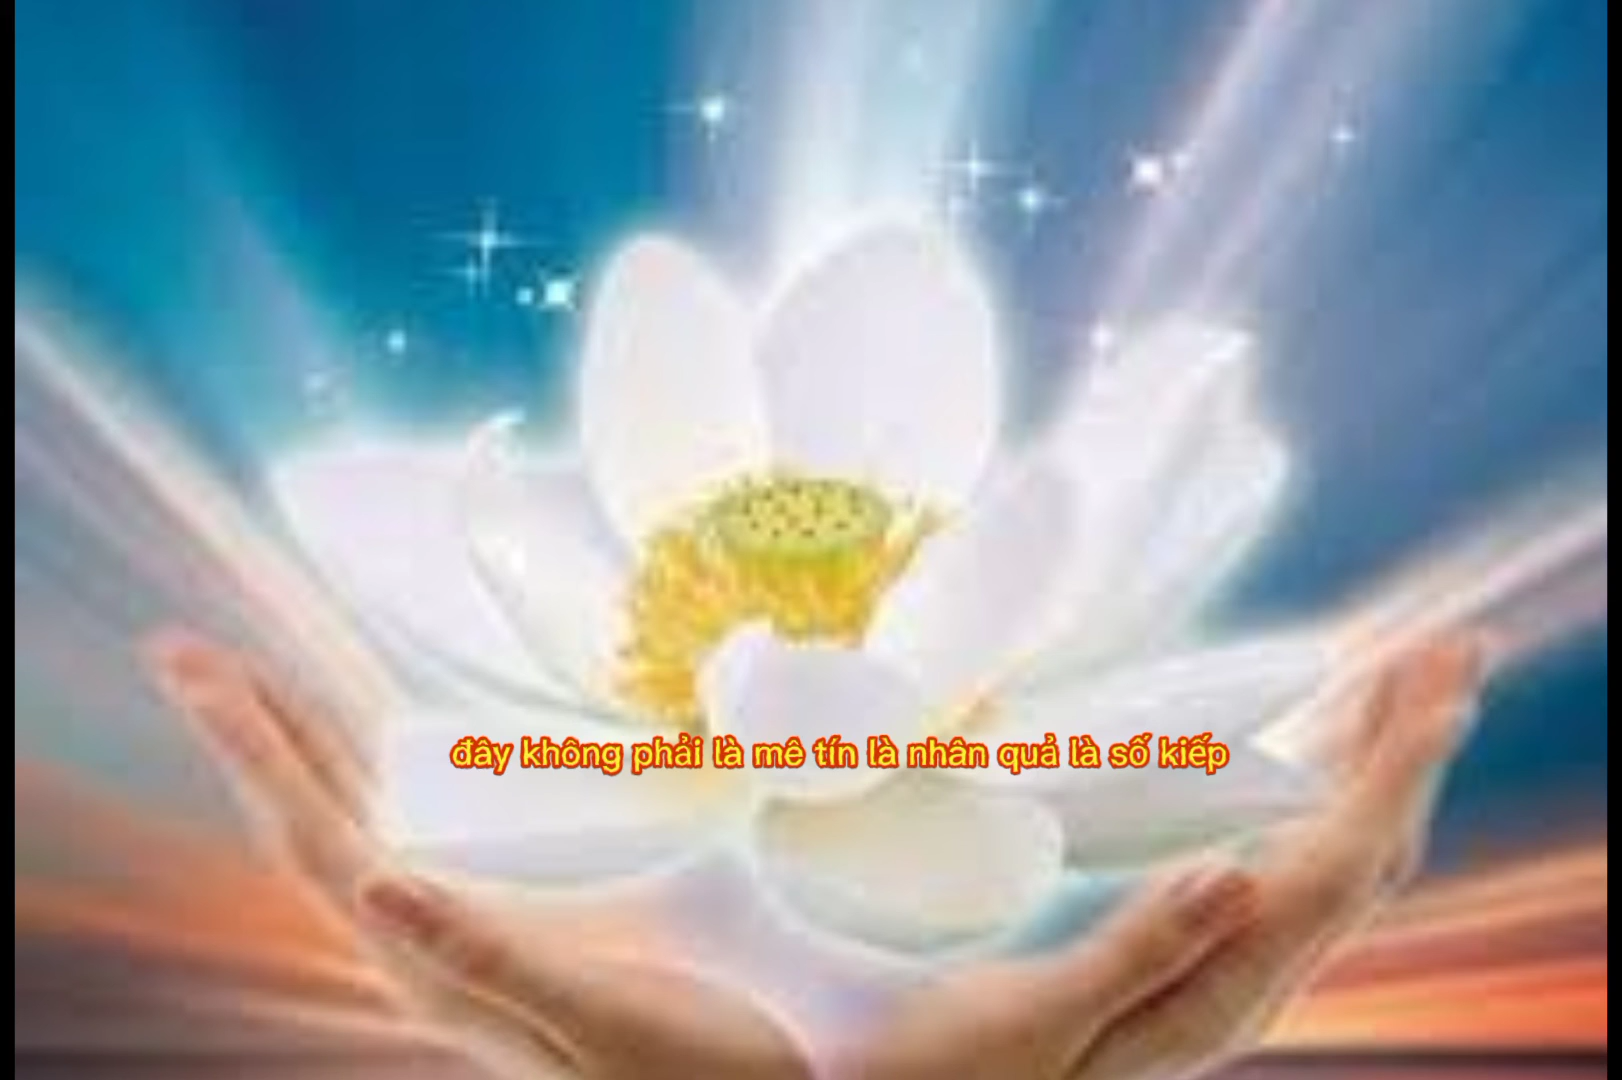 đây không phải là mê tín là nhân quả là số kiếp